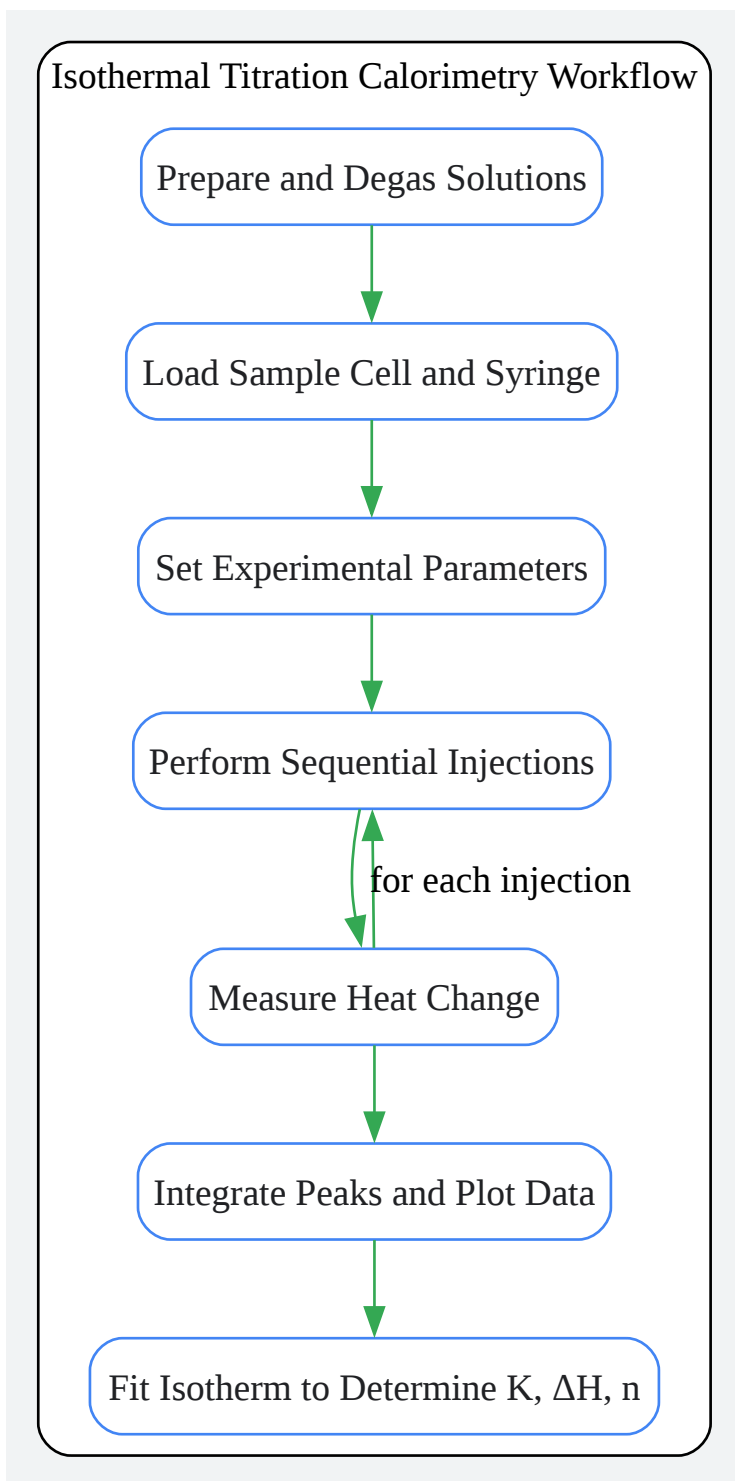 Isothermal Titration Calorimetry Workflow
Prepare and Degas Solutions
Load Sample Cell and Syringe
Set Experimental Parameters
Perform Sequential Injections
for each injection
Measure Heat Change
Integrate Peaks and Plot Data
Fit Isotherm to Determine K, ΔH, n